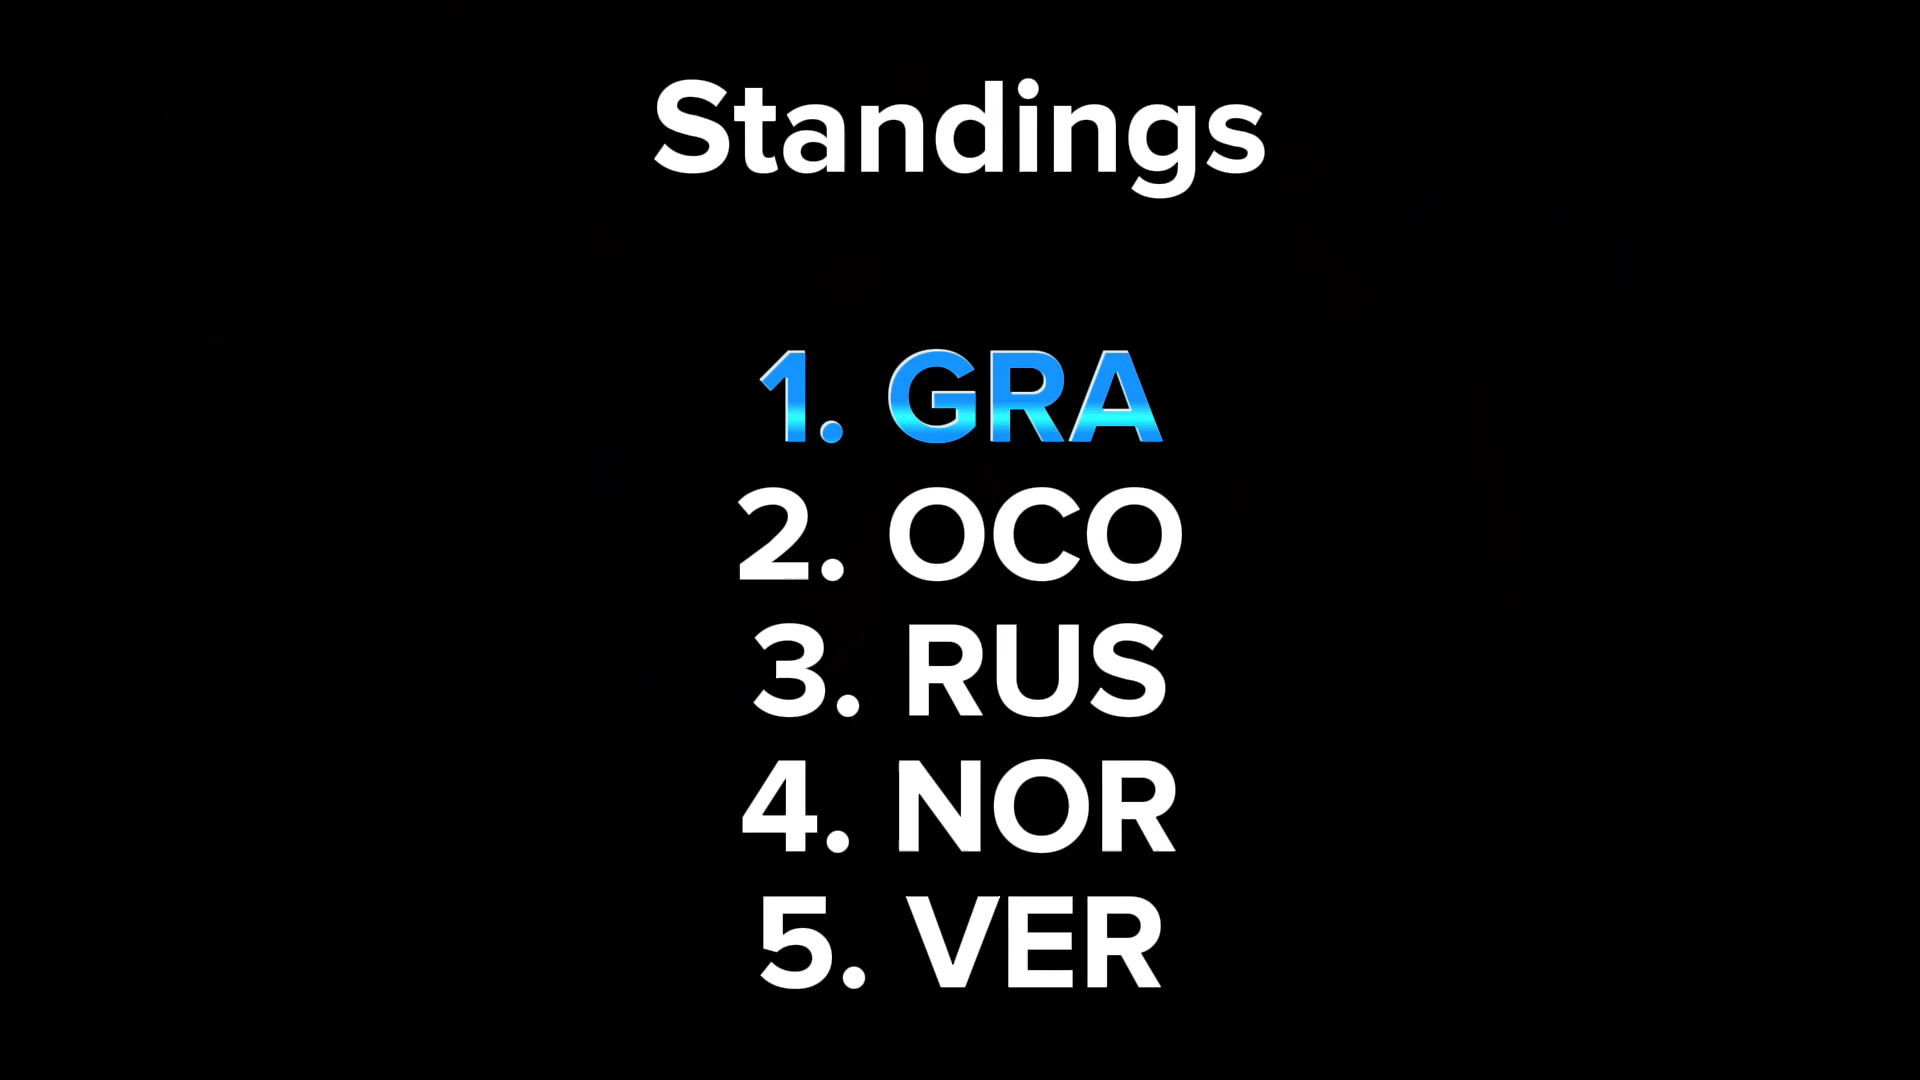 Standings
1. GRA
2. OCO
3. RUS
4. NOR
5. VER